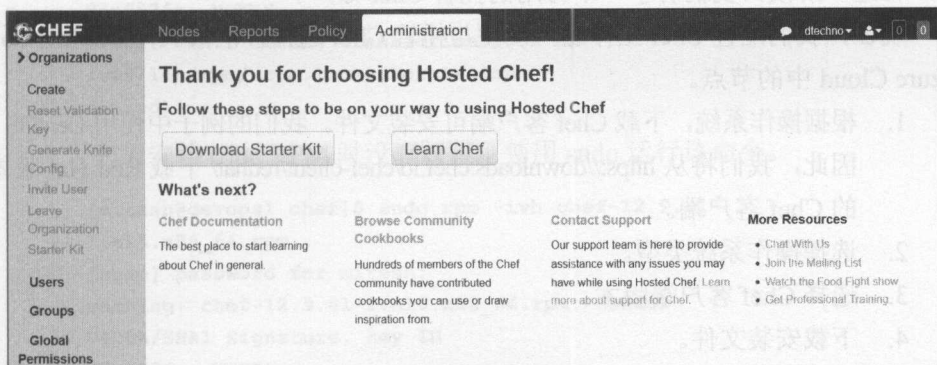 CHEF
Nodes Reports Policy Administration
dtechno 0 0
Organizations
Create
Reset Validation
Key
Generate Knife
Config
Invite User
Leave
Organization
Starter Kit
Users
Groups
Global
Permissions
Thank you for choosing Hosted Chef!
Follow these steps to be on your way to using Hosted Chef
Download Starter Kit Learn Chef
What's next?
Chef Documentation
The best place to start learning
about Chef in general.
Browse Community
Cookbooks
Hundreds of members of the Chef
community have contributed
cookbooks you can use or draw
inspiration from.
Contact Support
Our support team is here to provide
assistance with any issues you may
have while using Hosted Chef Learn
more about support for Chef.
More Resources
Chat With Us
Join the Mailing List
Watch the Food Fight show
Get Professional Training.